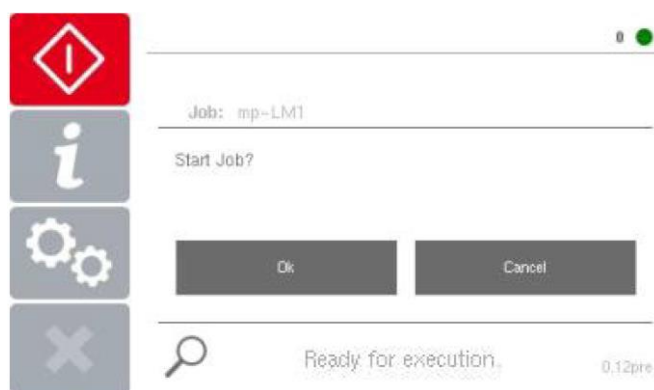 0
Job: mp-LM1
Start Job?
Ok Cancel
Ready for execution. 0.12pre